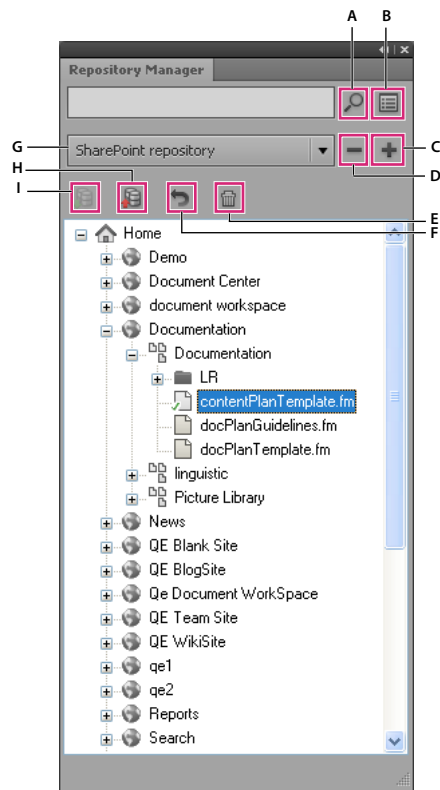 A
B
Repository Manager
G
SharePoint repository
C
H
D
I
E
F
Home
Demo
Document Center
document workspace
Documentation
Documentation
LR
contentPlanTemplate.fm
docPlanGuidelines.fm
docPlanTemplate.fm
linguistic
Picture Library
News
QE Blank Site
QE BlogSite
Qe Document WorkSpace
QE Team Site
QE WikiSite
qe1
qe2
Reports
Search